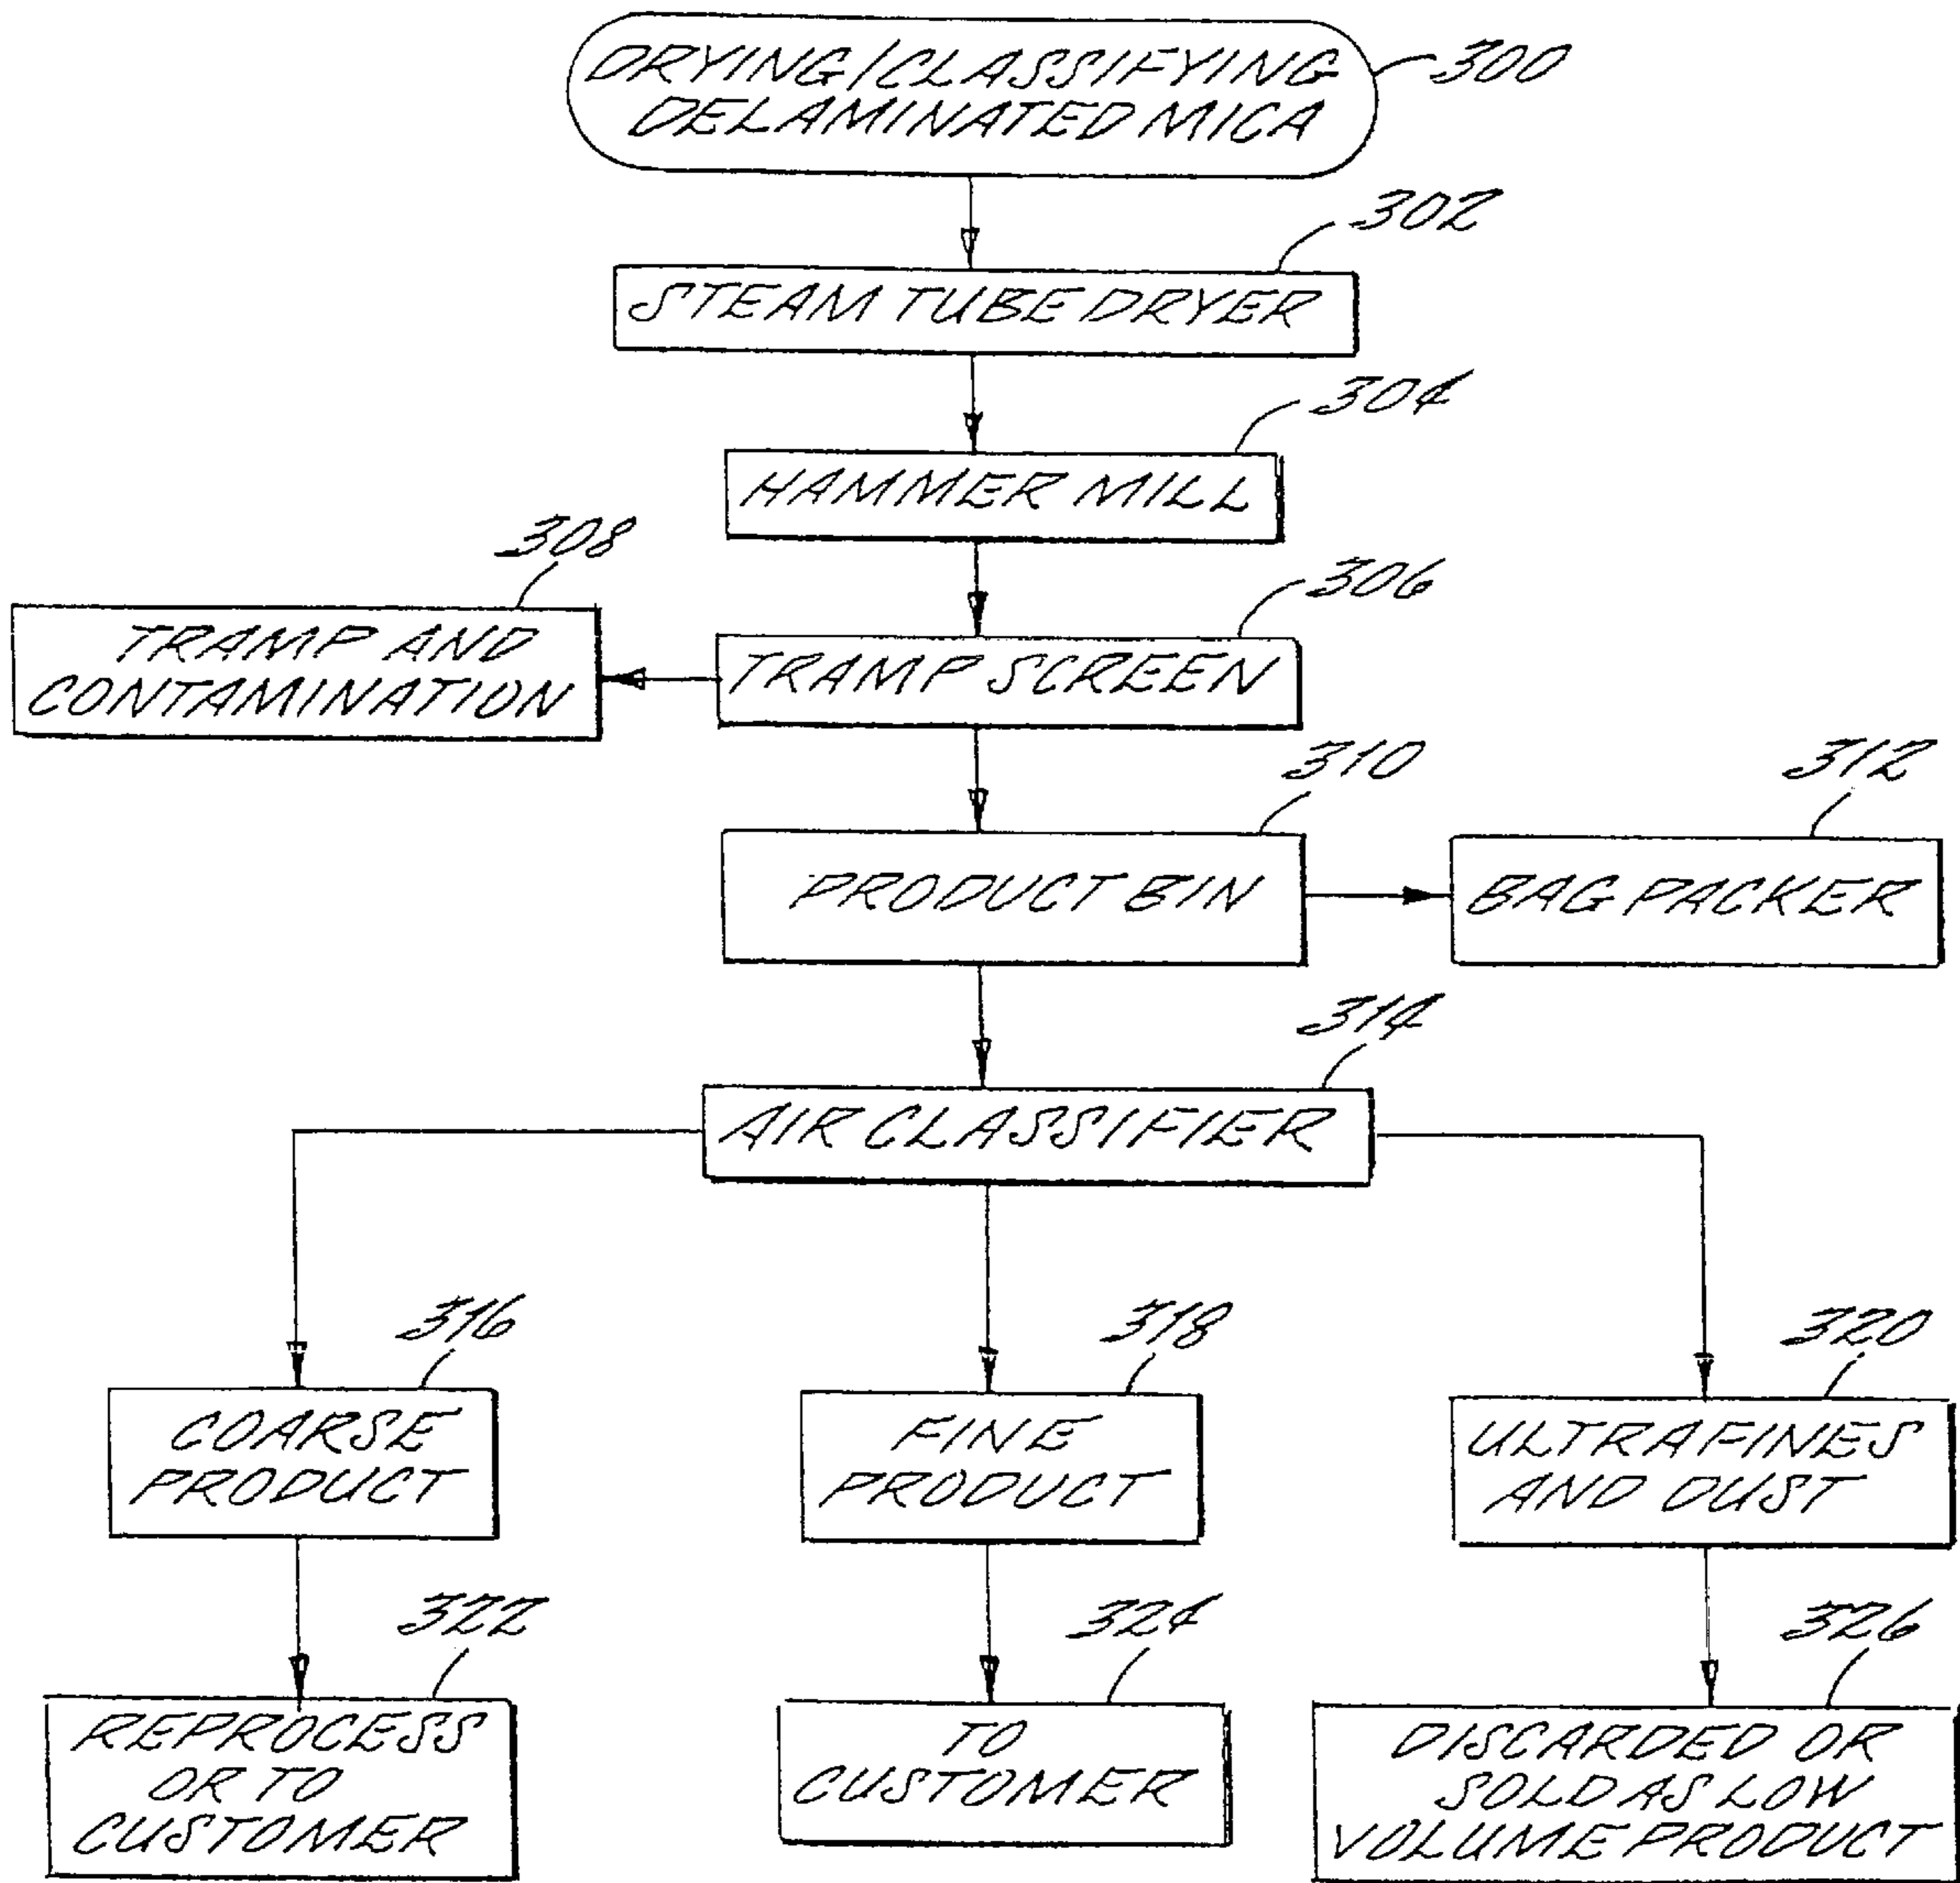 DRYING/CLASSIFYING
DELAMINATED MICA
300
302
STEAM TUBE DRYER
304
HAMMER MILL
308
306
TRAMP AND
CONTAMINATION
TRAMP SCREEN
310
312
PRODUCT BIN
BAG PACKER
314
AIR CLASSIFIER
316
318
320
COARSE
PRODUCT
FINE
PRODUCT
ULTRAFINES
AND DUST
322
324
326
REPROCESS
OR TO
CUSTOMER
TO
CUSTOMER
DISCARDED OR
SOLD AS LOW
VOLUME PRODUCT